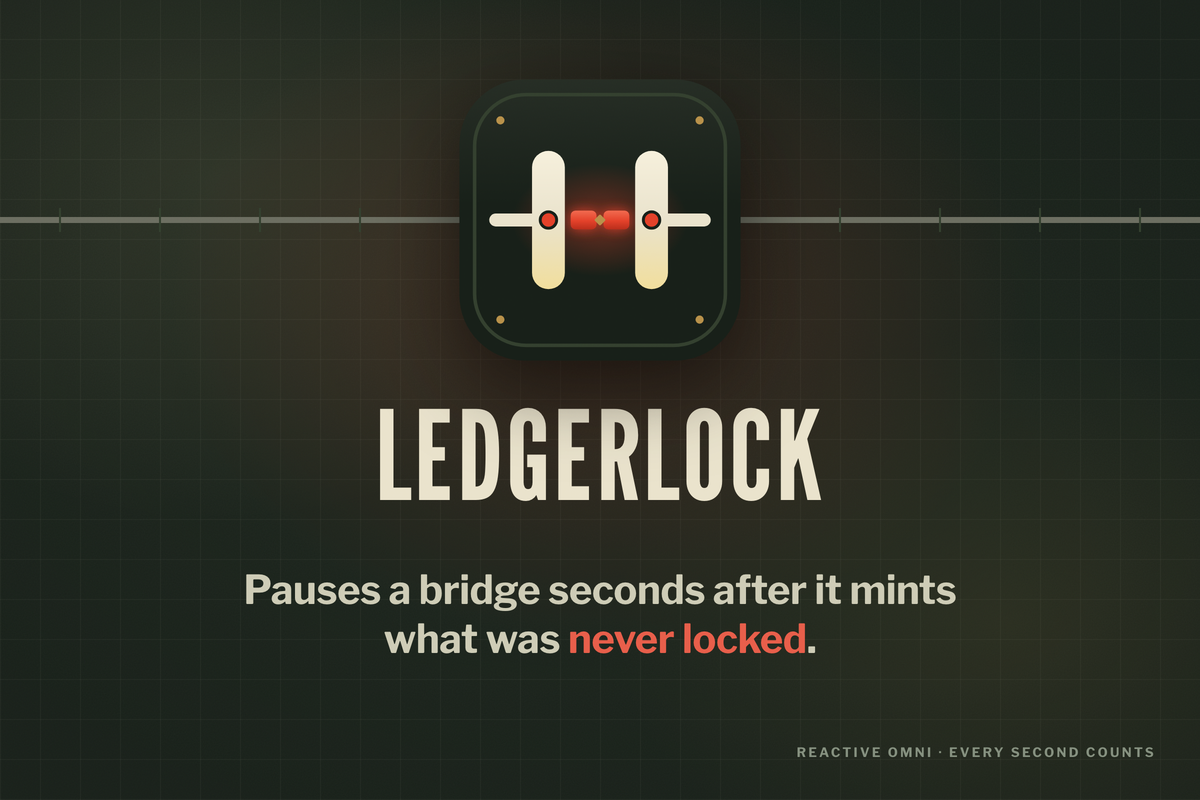 LEDGERLOCK
Pauses a bridge seconds after it mints
what was never locked.
REACTIVE OMNI · EVERY SECOND COUNTS